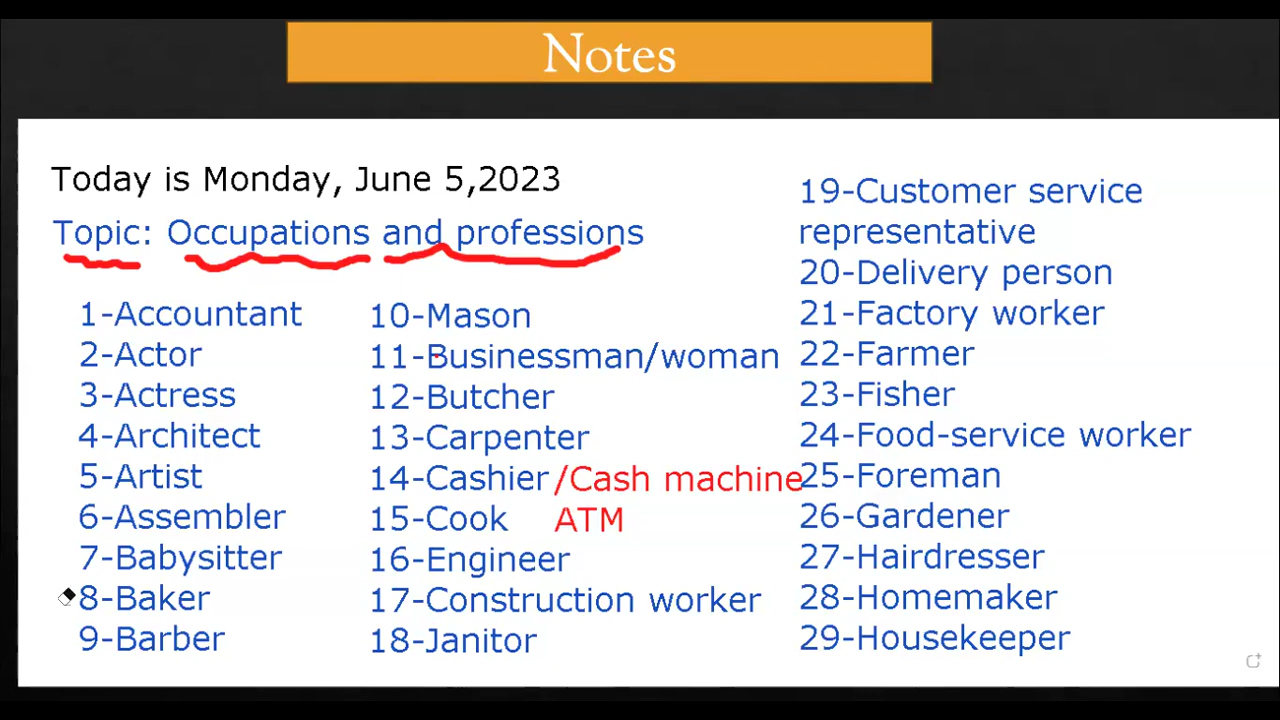 Notes
Today is Monday, June 5,2023
Topic: Occupations and professions
1-Accountant
2-Actor
3-Actress
4-Architect
5-Artist
6-Assembler
7-Babysitter
8-Baker
9-Barber
10-Mason
11-Businessman/woman
12-Butcher
13-Carpenter
14-Cashier /Cash machine
15-Cook ATM
16-Engineer
17-Construction worker
18-Janitor
19-Customer service
representative
20-Delivery person
21-Factory worker
22-Farmer
23-Fisher
24-Food-service worker
25-Foreman
26-Gardener
27-Hairdresser
28-Homemaker
29-Housekeeper